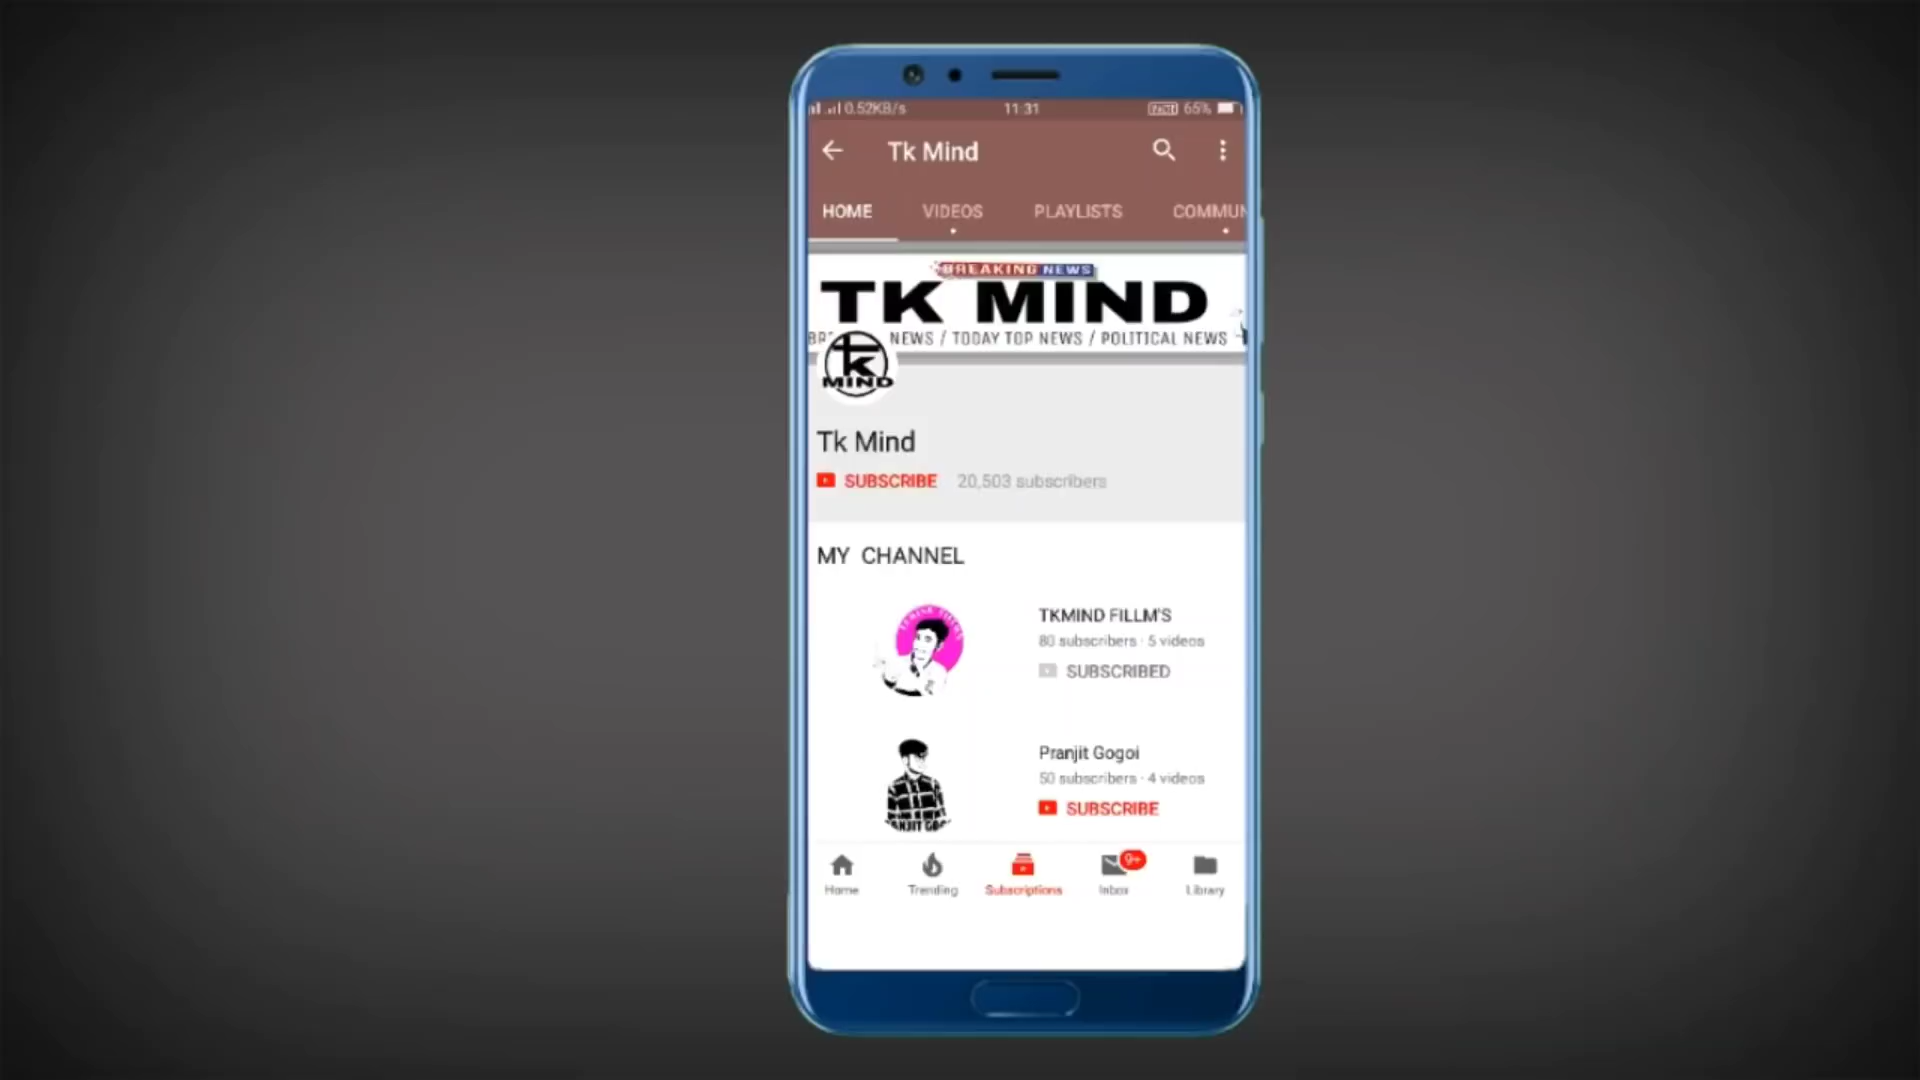 0.52KB/s 11:31 65%
Tk Mind
HOME VIDEOS PLAYLISTS COMMUN
BREAKING NEWS
TK MIND
NEWS / TODAY TOP NEWS / POLITICAL NEWS
tk
MIND
Tk Mind
SUBSCRIBE 20,503 subscribers
MY CHANNEL
TKMIND FILLM'S
80 subscribers · 5 videos
SUBSCRIBED
Pranjit Gogoi
50 subscribers · 4 videos
SUBSCRIBE
9+
Home Trending Subscriptions Inbox Library